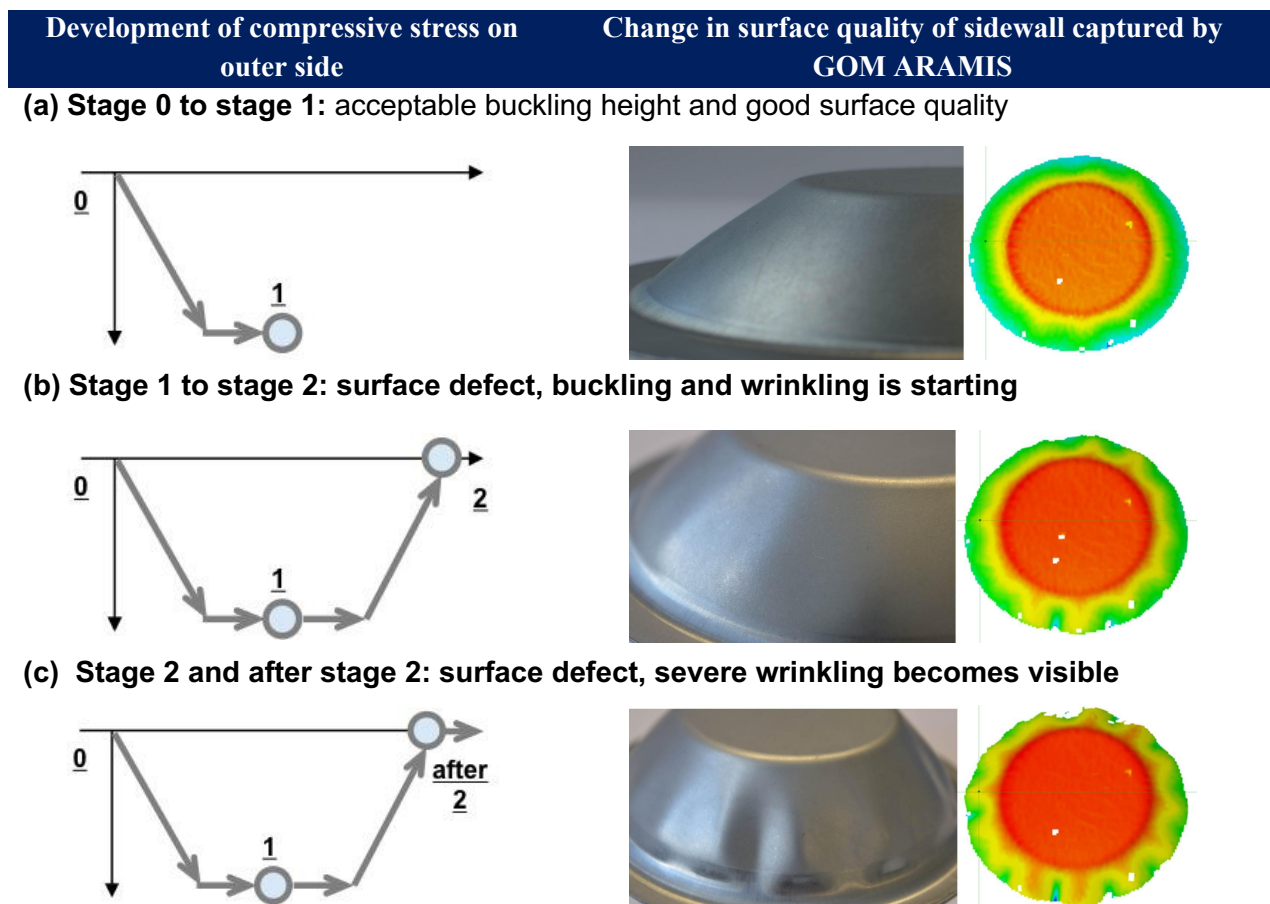 Development of compressive stress on outer side
Change in surface quality of sidewall captured by GOM ARAMIS
(a) Stage 0 to stage 1: acceptable buckling height and good surface quality
0
1
(b) Stage 1 to stage 2: surface defect, buckling and wrinkling is starting
0
2
1
(c) Stage 2 and after stage 2: surface defect, severe wrinkling becomes visible
0
after
2
1